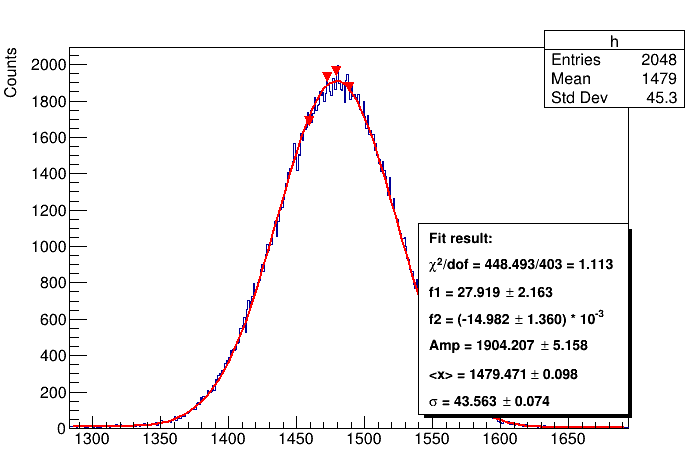 h
Entries 2048
Mean 1479
Std Dev 45.3
Counts
2000
1800
1600
1400
1200
1000
800
600
400
200
0
Fit result:
χ²/dof = 448.493/403 = 1.113
f1 = 27.919 ± 2.163
f2 = (-14.982 ± 1.360) * 10⁻³
Amp = 1904.207 ± 5.158
<x> = 1479.471 ± 0.098
σ = 43.563 ± 0.074
1300 1350 1400 1450 1500 1550 1600 1650